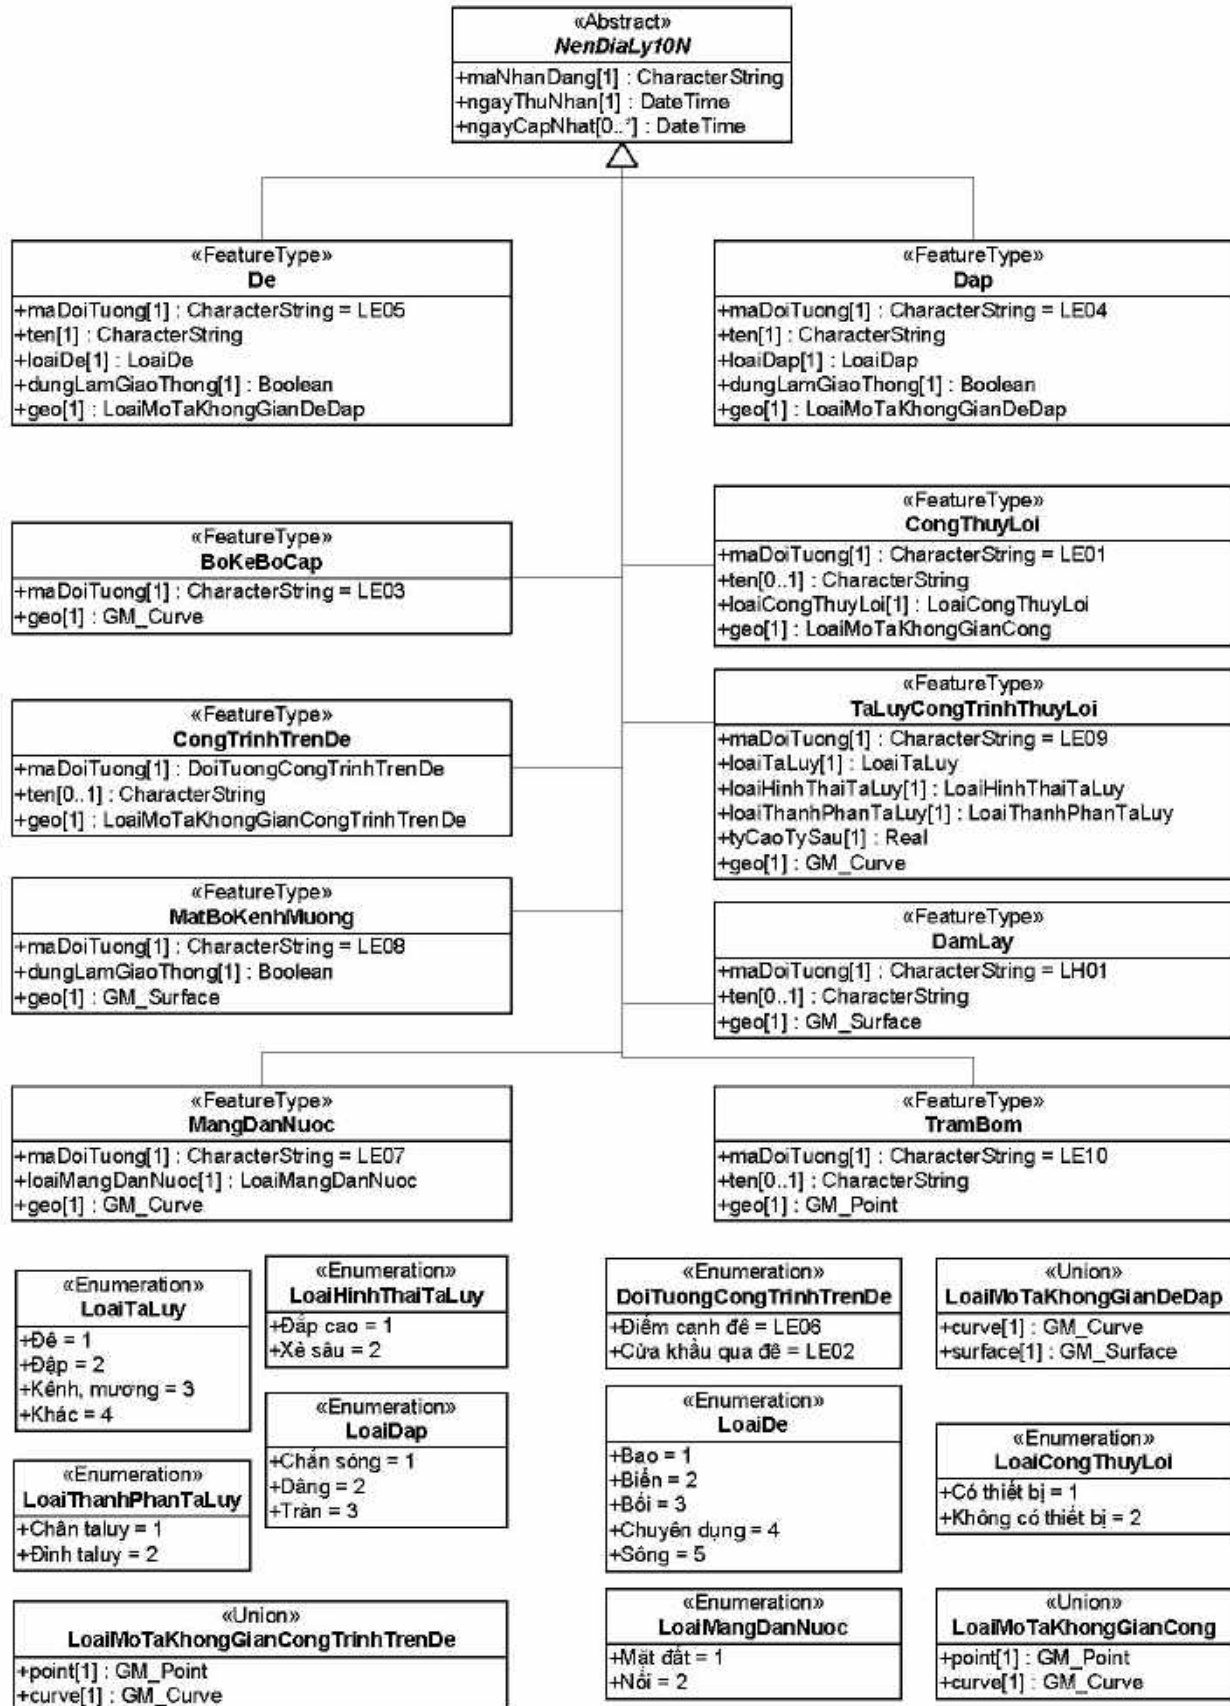 «Abstract»
NenDiaLy10N
+maNhanDang[1] : CharacterString
+ngayThuNhan[1] : DateTime
+ngayCapNhat[0..*] : DateTime
«FeatureType»
De
+maDoiTuong[1] : CharacterString = LE05
+ten[1] : CharacterString
+loaiDe[1] : LoaiDe
+dungLamGiaoThong[1] : Boolean
+geo[1] : LoaiMoTaKhongGianDeDap
«FeatureType»
Dap
+maDoiTuong[1] : CharacterString = LE04
+ten[1] : CharacterString
+loaiDap[1] : LoaiDap
+dungLamGiaoThong[1] : Boolean
+geo[1] : LoaiMoTaKhongGianDeDap
«FeatureType»
BoKeBoCap
+maDoiTuong[1] : CharacterString = LE03
+geo[1] : GM_Curve
«FeatureType»
CongThuyLoi
+maDoiTuong[1] : CharacterString = LE01
+ten[0..1] : CharacterString
+loaiCongThuyLoi[1] : LoaiCongThuyLoi
+geo[1] : LoaiMoTaKhongGianCong
«FeatureType»
CongTrinhTrenDe
+maDoiTuong[1] : DoiTuongCongTrinhTrenDe
+ten[0..1] : CharacterString
+geo[1] : LoaiMoTaKhongGianCongTrinhTrenDe
«FeatureType»
TaLuyCongTrinhThuyLoi
+maDoiTuong[1] : CharacterString = LE09
+loaiTaLuy[1] : LoaiTaLuy
+loaiHinhThaiTaLuy[1] : LoaiHinhThaiTaLuy
+loaiThanhPhanTaLuy[1] : LoaiThanhPhanTaLuy
+tyCaoTySau[1] : Real
+geo[1] : GM_Curve
«FeatureType»
MatBoKenhMuong
+maDoiTuong[1] : CharacterString = LE08
+dungLamGiaoThong[1] : Boolean
+geo[1] : GM_Surface
«FeatureType»
DamLay
+maDoiTuong[1] : CharacterString = LH01
+ten[0..1] : CharacterString
+geo[1] : GM_Surface
«FeatureType»
MangDanNuoc
+maDoiTuong[1] : CharacterString = LE07
+loaiMangDanNuoc[1] : LoaiMangDanNuoc
+geo[1] : GM_Curve
«FeatureType»
TramBom
+maDoiTuong[1] : CharacterString = LE10
+ten[0..1] : CharacterString
+geo[1] : GM_Point
«Enumeration»
LoaiTaLuy
+Đê = 1
+Đập = 2
+Kênh, mương = 3
+Khác = 4
«Enumeration»
LoaiHinhThaiTaLuy
+Đắp cao = 1
+Xẻ sâu = 2
«Enumeration»
DoiTuongCongTrinhTrenDe
+Điểm canh đê = LE06
+Cửa khẩu qua đê = LE02
«Union»
LoaiMoTaKhongGianDeDap
+curve[1] : GM_Curve
+surface[1] : GM_Surface
«Enumeration»
LoaiDap
+Chắn sóng = 1
+Dâng = 2
+Tràn = 3
«Enumeration»
LoaiDe
+Bao = 1
+Biển = 2
+Bối = 3
+Chuyên dụng = 4
+Sông = 5
«Enumeration»
LoaiCongThuyLoi
+Có thiết bị = 1
+Không có thiết bị = 2
«Enumeration»
LoaiThanhPhanTaLuy
+Chân taluy = 1
+Đỉnh taluy = 2
«Union»
LoaiMoTaKhongGianCongTrinhTrenDe
+point[1] : GM_Point
+curve[1] : GM_Curve
«Enumeration»
LoaiMangDanNuoc
+Mặt đất = 1
+Nổi = 2
«Union»
LoaiMoTaKhongGianCong
+point[1] : GM_Point
+curve[1] : GM_Curve